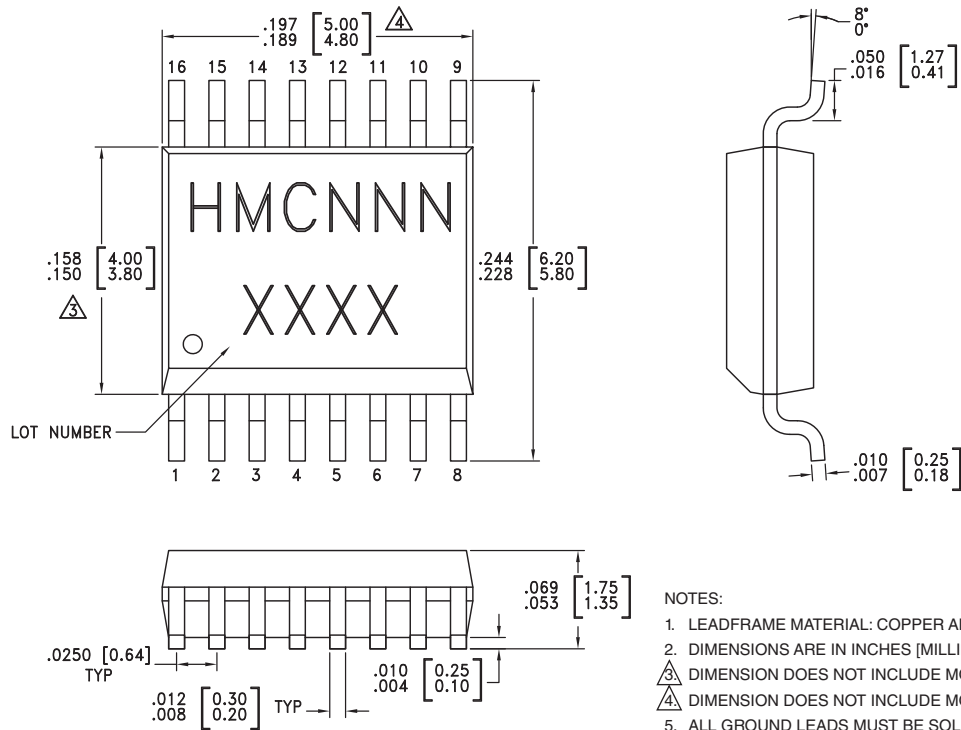 .197 [5.00]
.189 [4.80]
4
16 15 14 13 12 11 10 9
HMCNNN
XXXX
.158 [4.00]
.150 [3.80]
3
.244 [6.20]
.228 [5.80]
LOT NUMBER
1 2 3 4 5 6 7 8
8°
0°
.050 [1.27]
.016 [0.41]
.010 [0.25]
.007 [0.18]
.069 [1.75]
.053 [1.35]
.0250 [0.64]
TYP
.012 [0.30]
.008 [0.20]
TYP
.010 [0.25]
.004 [0.10]
NOTES:
1. LEADFRAME MATERIAL: COPPER
2. DIMENSIONS ARE IN INCHES
3. DIMENSION DOES NOT INCLUDE
4. DIMENSION DOES NOT INCLUDE
5. ALL GROUND LEADS MUST BE